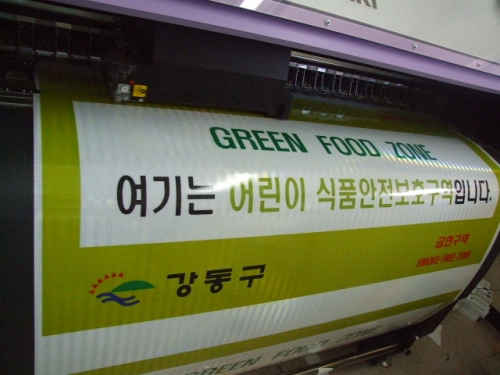 GREEN FOOD ZONE
여기는 어린이 식품안전보호구역입니다.
금연구역
SMOKE FREE ZONE
강동구
GREEN FOOD ZONE